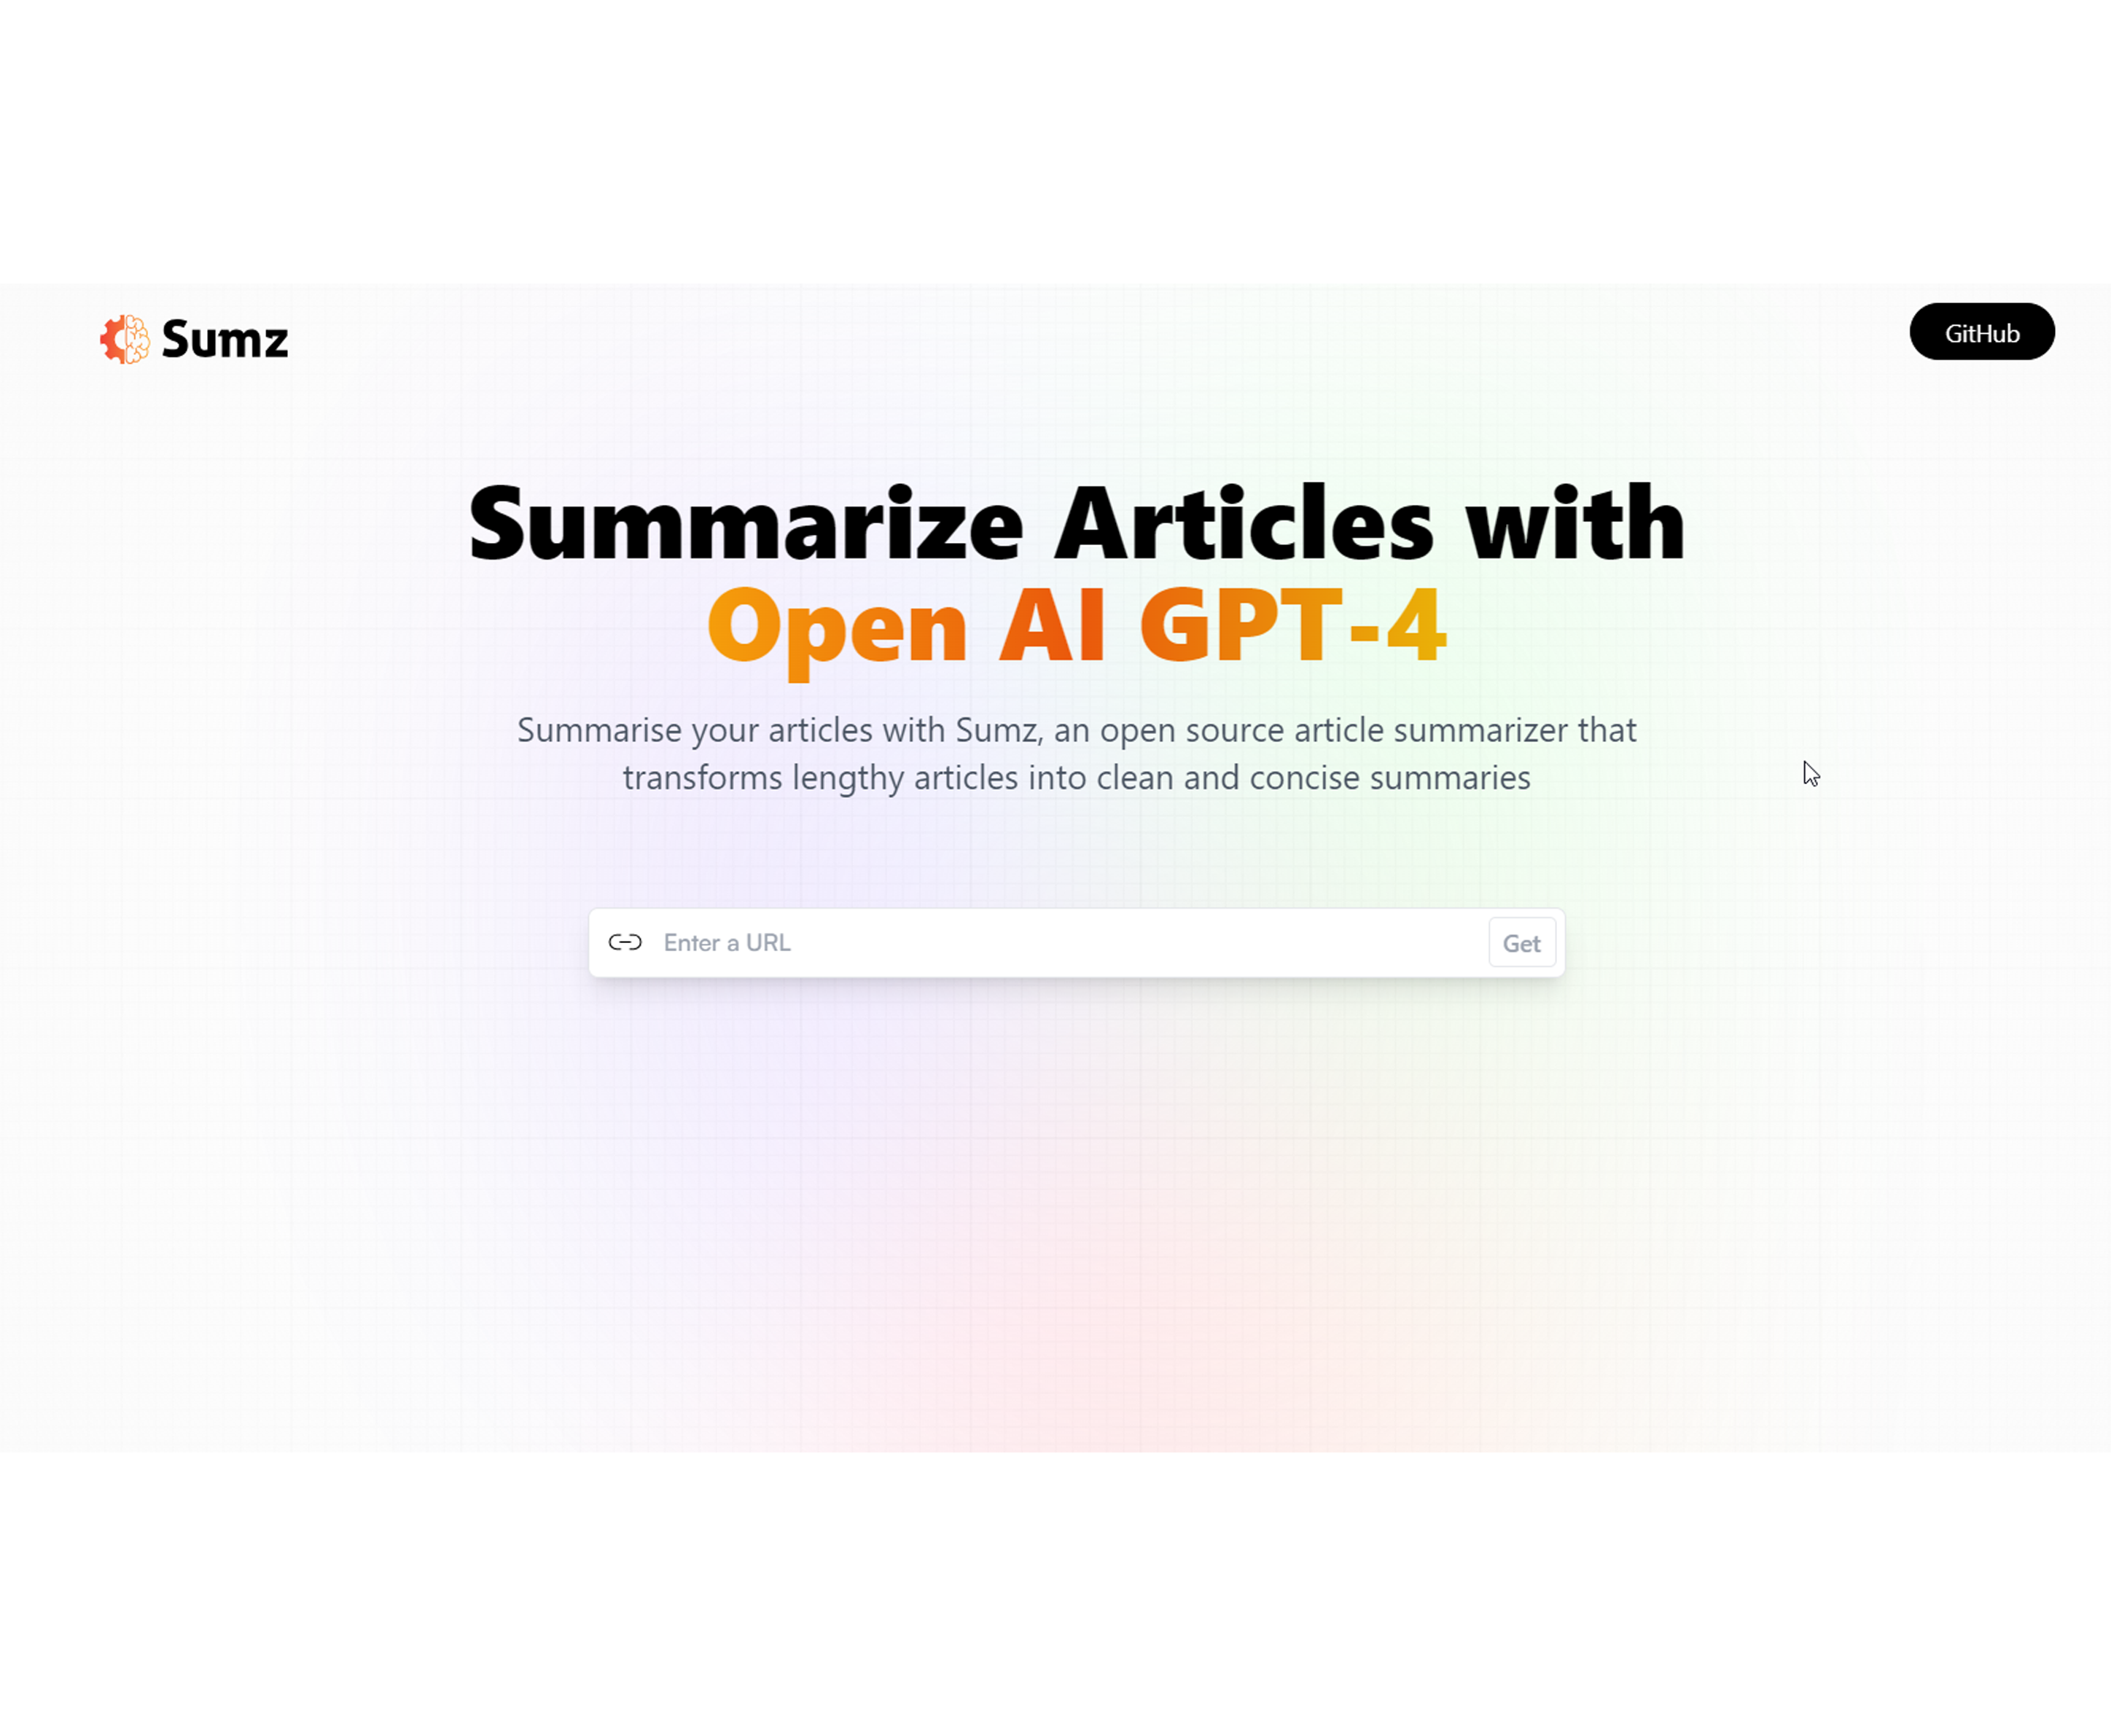 Sumz
GitHub
Summarize Articles with
Open AI GPT-4
Summarise your articles with Sumz, an open source article summarizer that
transforms lengthy articles into clean and concise summaries
Enter a URL
Get